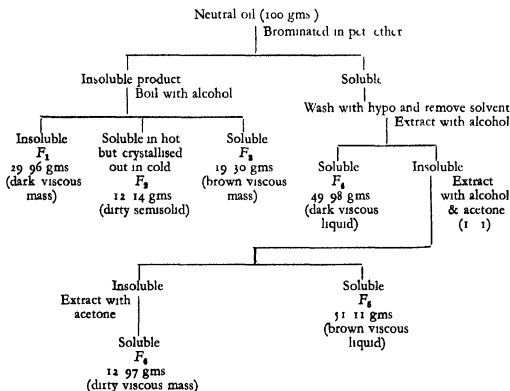 Neutral oil (100 gms)
Brominated in pet ether
Insoluble product
Boil with alcohol
Soluble
Wash with hypo and remove solvent
Extract with alcohol
Insoluble
F₁
29 96 gms
(dark viscous
mass)
Soluble in hot
but crystallised
out in cold
F₂
12 14 gms
(dirty semisolid)
Soluble
F₃
19 30 gms
(brown viscous
mass)
Soluble
F₄
49 98 gms
(dark viscous
liquid)
Insoluble
Extract
with alcohol
& acetone
(1 1)
Insoluble
Extract with
acetone
Soluble
F₆
12 97 gms
(dirty viscous mass)
Soluble
F₅
51 11 gms
(brown viscous
liquid)